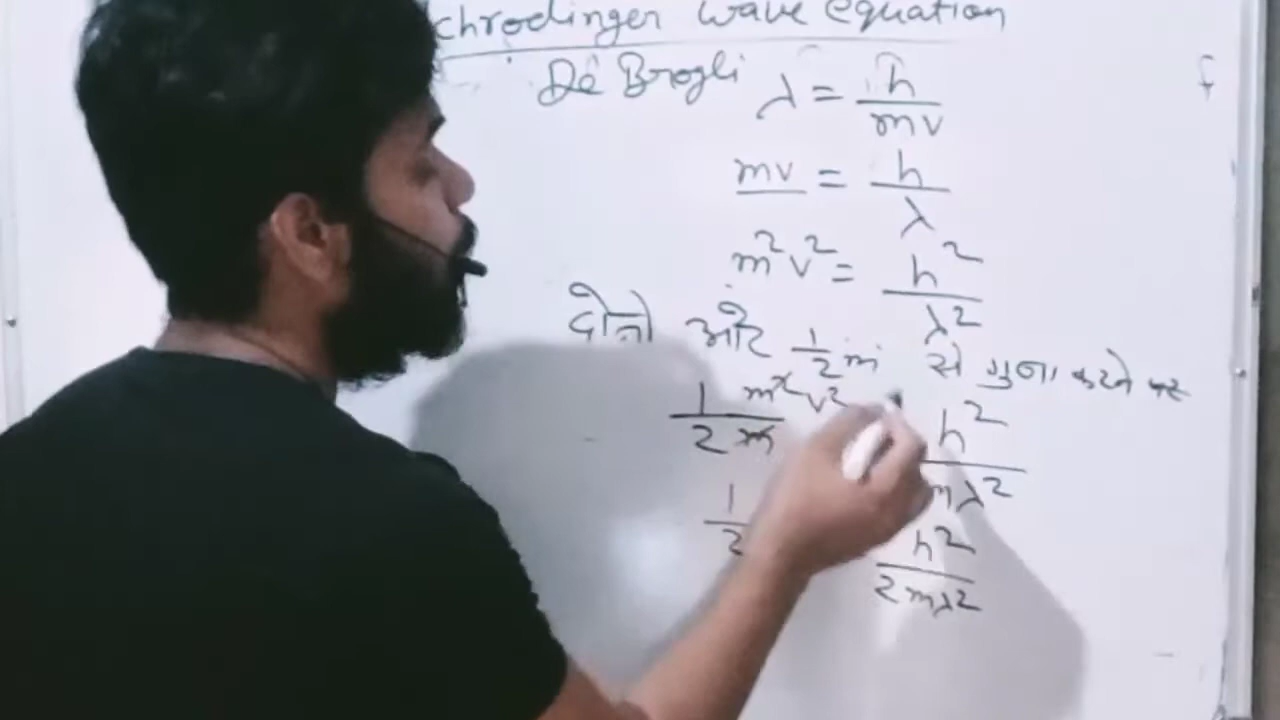 chrodinger wave equation
De Brogli λ = h/mv
mv = h/λ
m²v² = h²/λ²
दोनो ओर 1/2m से गुना करने पर
1/2m m²v² h²/mλ²
1/2 h²/2mλ²